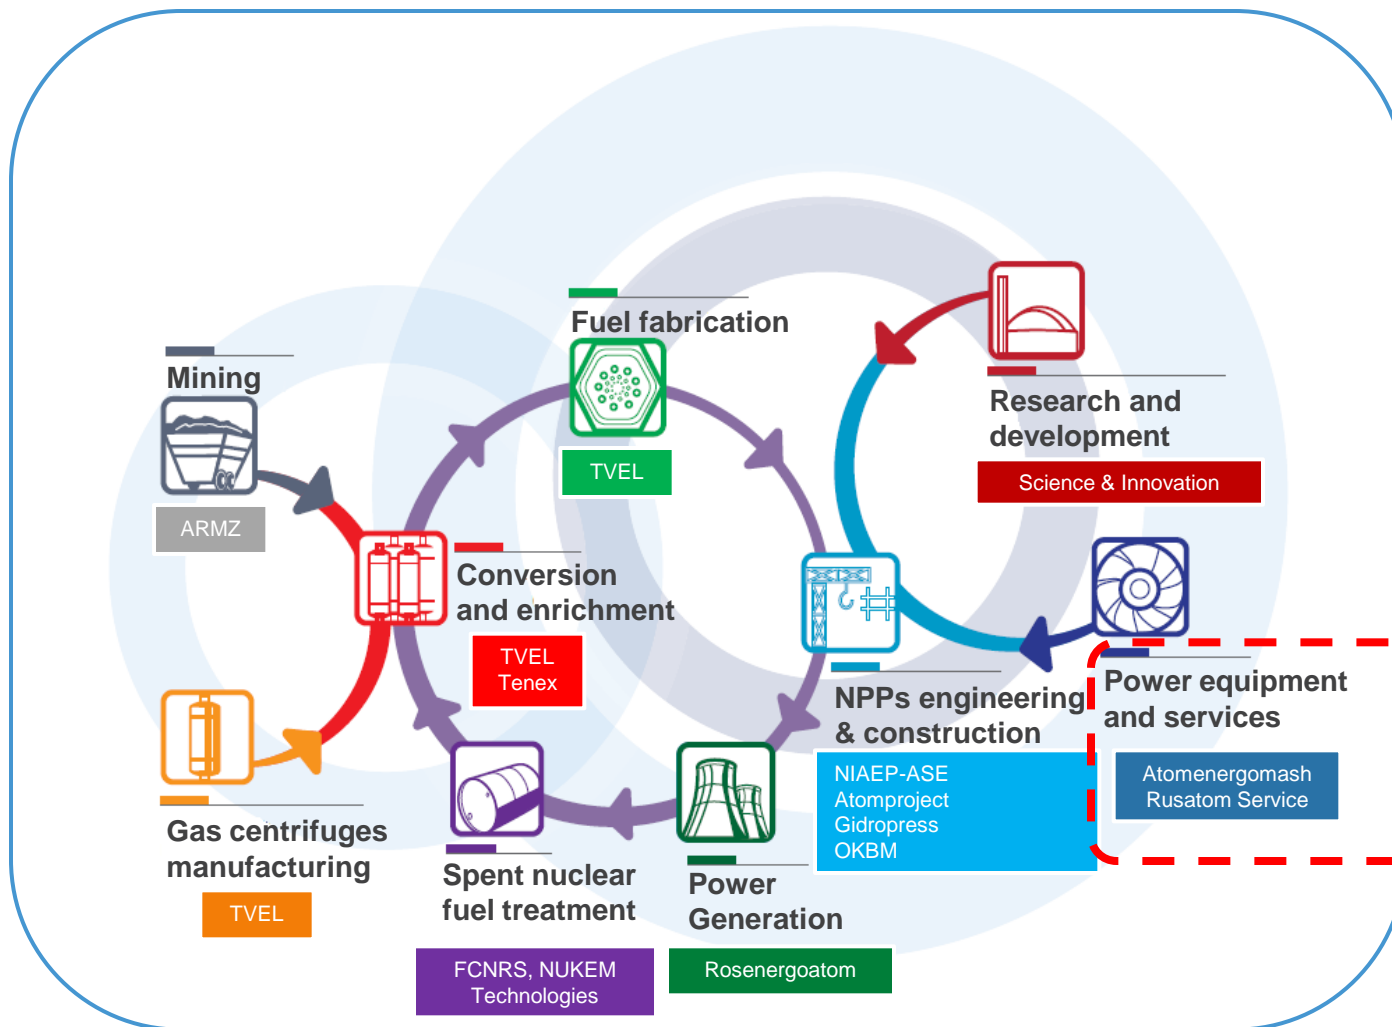 Fuel fabrication
TVEL
Mining
ARMZ
Research and
development
Science & Innovation
Conversion
and enrichment
TVEL
Tenex
NPPs engineering
& construction
NIAEP-ASE
Atomproject
Gidropress
OKBM
Power equipment
and services
Atomenergomash
Rusatom Service
Gas centrifuges
manufacturing
TVEL
Spent nuclear
fuel treatment
FCNRS, NUKEM
Technologies
Power
Generation
Rosenergoatom